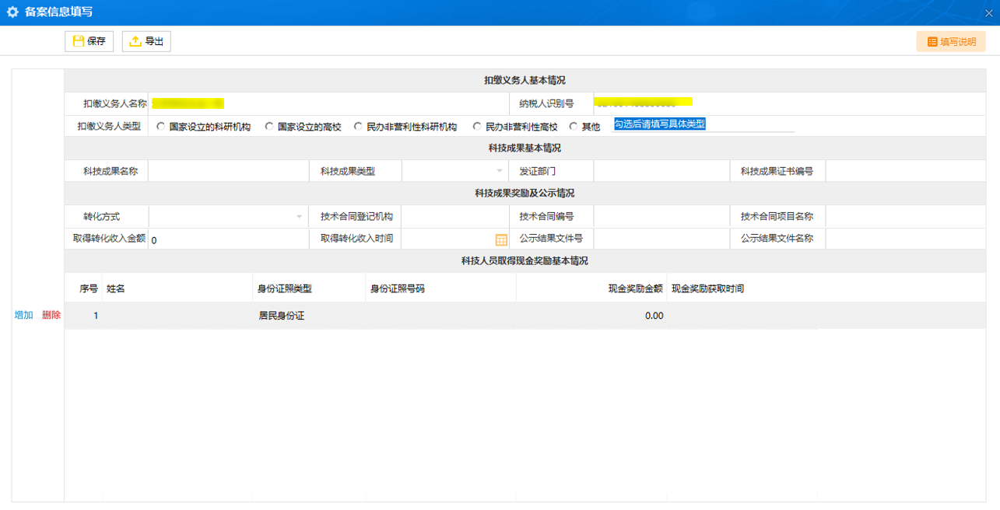 备案信息填写
保存 导出 填写说明
扣缴义务人基本情况
扣缴义务人名称 纳税人识别号
扣缴义务人类型 国家设立的科研机构 国家设立的高校 民办非营利性科研机构 民办非营利性高校 其他 勾选后请填写具体类型
科技成果基本情况
科技成果名称 科技成果类型 发证部门 科技成果证书编号
科技成果奖励及公示情况
转化方式 技术合同登记机构 技术合同编号 技术合同项目名称
取得转化收入金额 0 取得转化收入时间 公示结果文件号 公示结果文件名称
科技人员取得现金奖励基本情况
序号 姓名 身份证照类型 身份证照号码 现金奖励金额 现金奖励获取时间
增加 删除 1 居民身份证 0.00